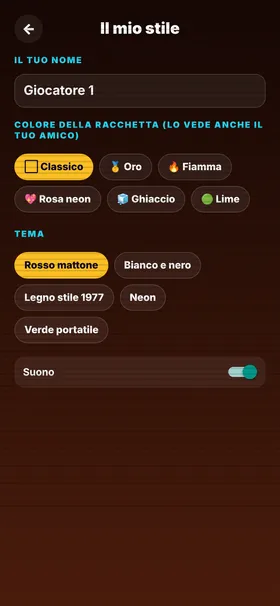 Il mio stile
IL TUO NOME
Giocatore 1
COLORE DELLA RACCHETTA (LO VEDE ANCHE IL
TUO AMICO)
Classico
Oro
Fiamma
Rosa neon
Ghiaccio
Lime
TEMA
Rosso mattone
Bianco e nero
Legno stile 1977
Neon
Verde portatile
Suono